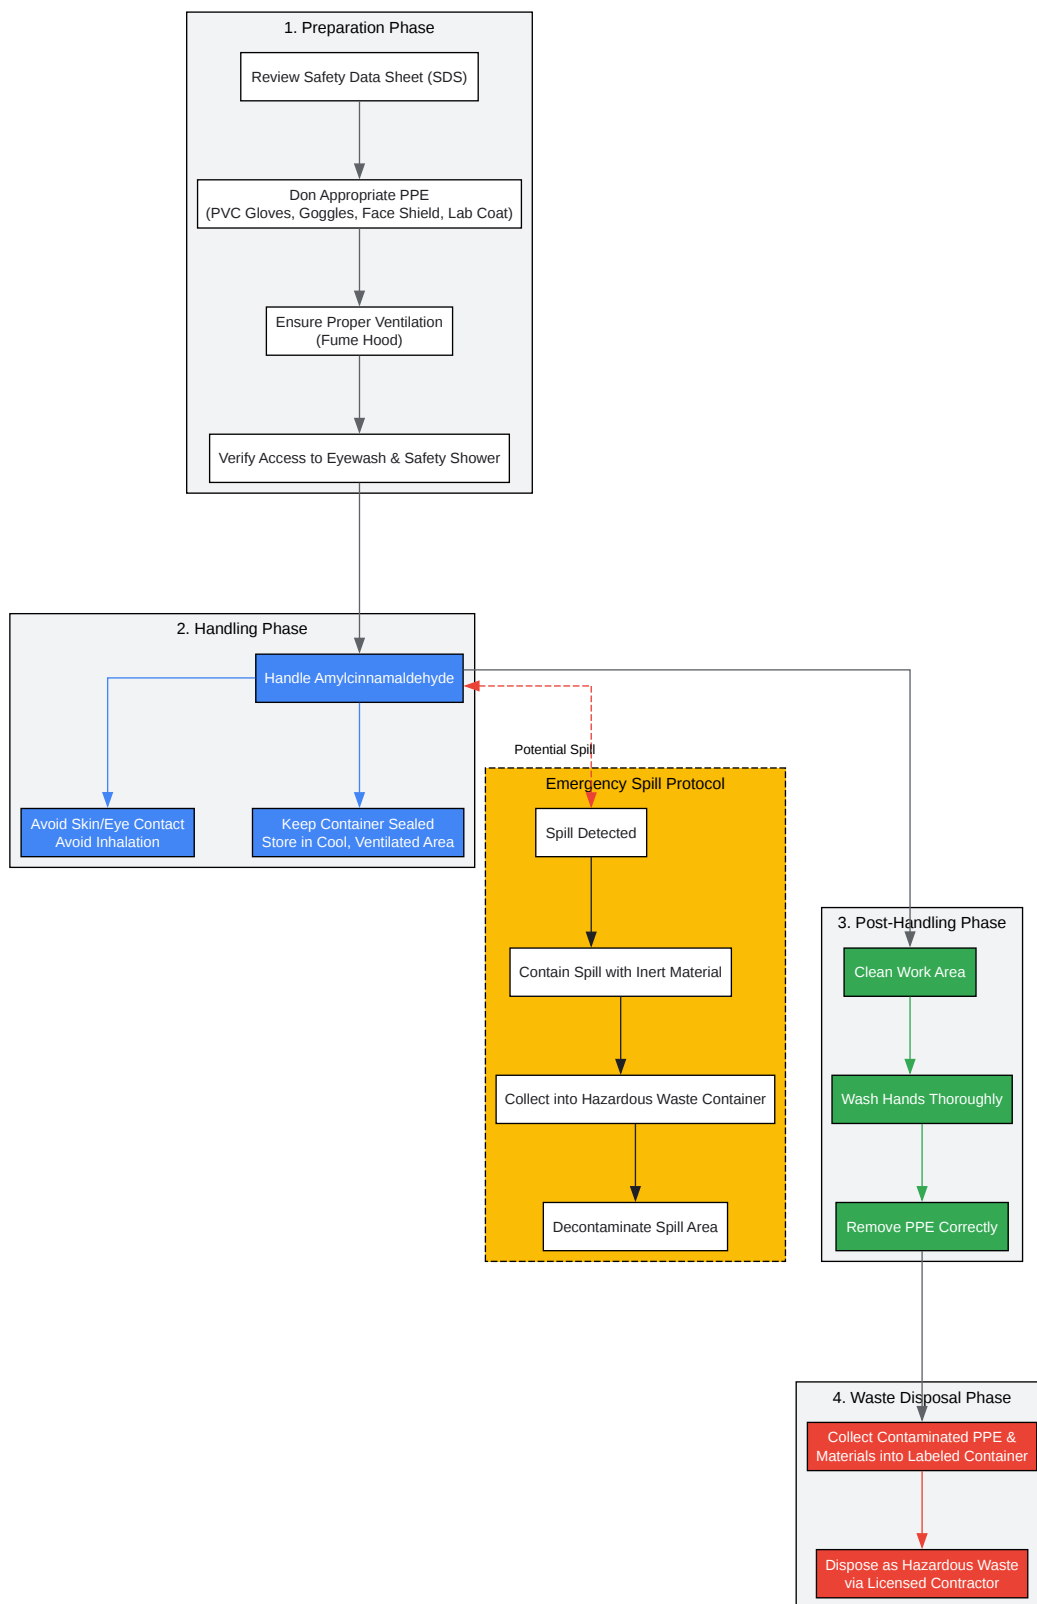 1. Preparation Phase
Review Safety Data Sheet (SDS)
Don Appropriate PPE
(PVC Gloves, Goggles, Face Shield, Lab Coat)
Ensure Proper Ventilation
(Fume Hood)
Verify Access to Eyewash & Safety Shower
2. Handling Phase
Handle Amylcinnamaldehyde
Avoid Skin/Eye Contact
Avoid Inhalation
Keep Container Sealed
Store in Cool, Ventilated Area
Potential Spill
Emergency Spill Protocol
Spill Detected
Contain Spill with Inert Material
Collect into Hazardous Waste Container
Decontaminate Spill Area
3. Post-Handling Phase
Clean Work Area
Wash Hands Thoroughly
Remove PPE Correctly
4. Waste Disposal Phase
Collect Contaminated PPE &
Materials into Labeled Container
Dispose as Hazardous Waste
via Licensed Contractor